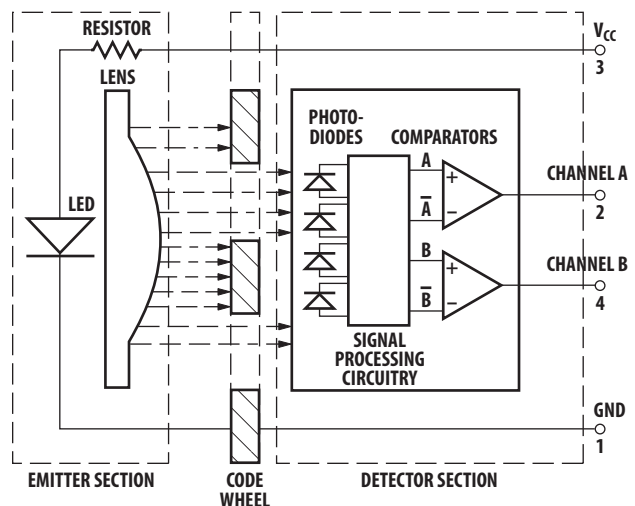 RESISTOR
V_CC
3
LENS
PHOTO-
DIODES
COMPARATORS
A
+
CHANNEL A
2
LED
A̅
–
B
+
CHANNEL B
4
B̅
–
SIGNAL
PROCESSING
CIRCUITRY
GND
1
EMITTER SECTION
CODE
WHEEL
DETECTOR SECTION